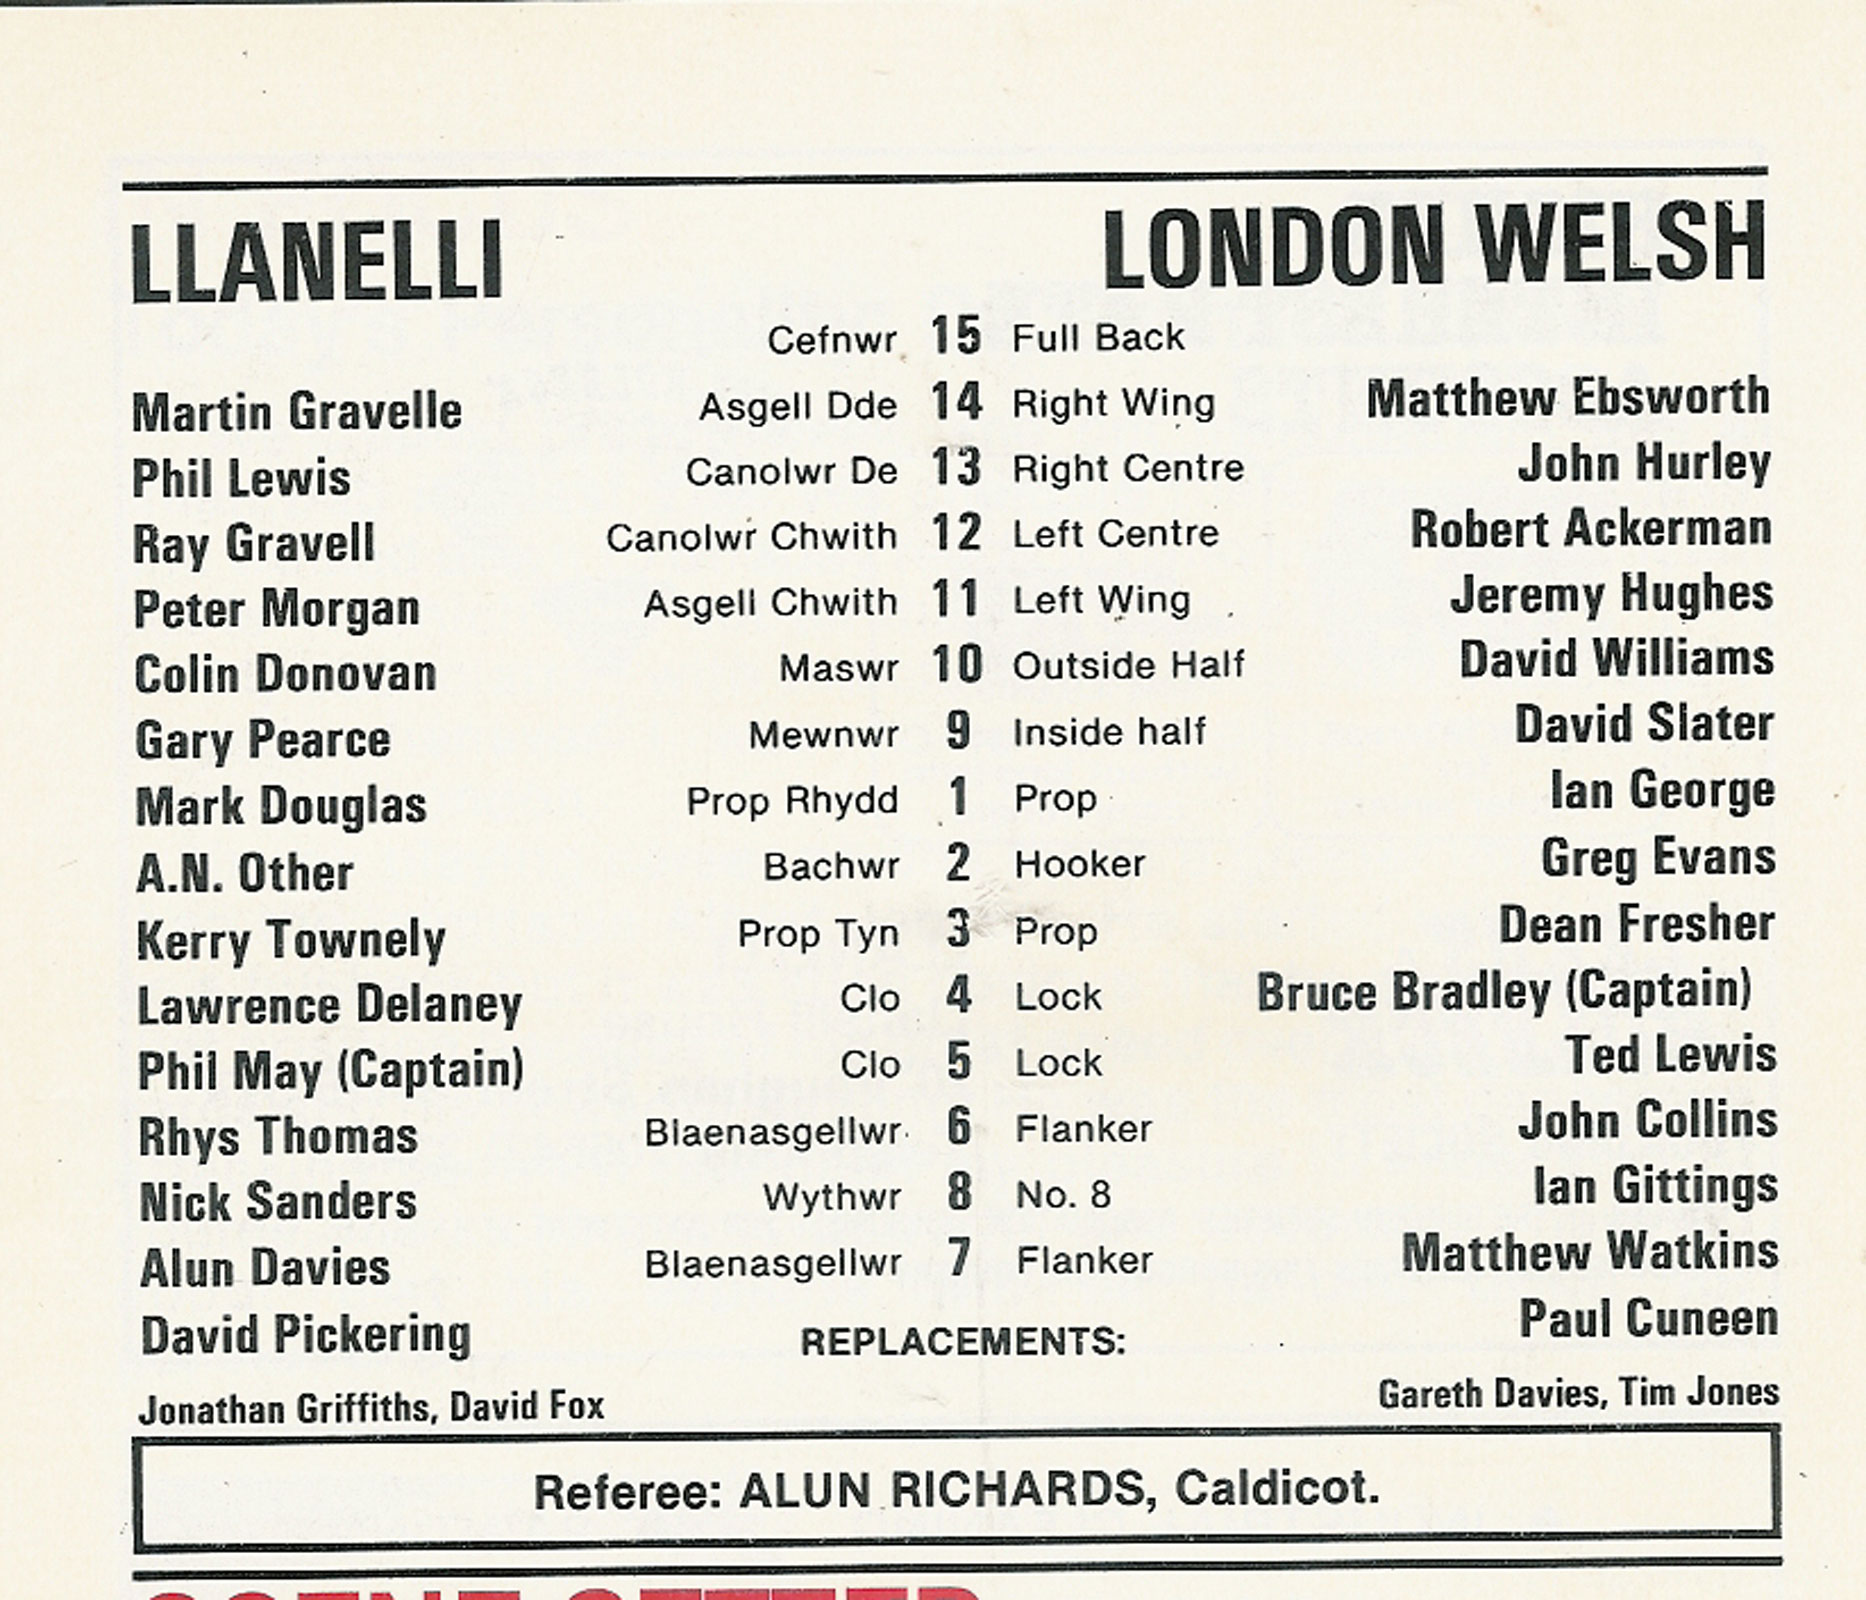 LLANELLI LONDON WELSH
Cefnwr 15 Full Back
Martin Gravelle Asgell Dde 14 Right Wing Matthew Ebsworth
Phil Lewis Canolwr De 13 Right Centre John Hurley
Ray Gravell Canolwr Chwith 12 Left Centre Robert Ackerman
Peter Morgan Asgell Chwith 11 Left Wing Jeremy Hughes
Colin Donovan Maswr 10 Outside Half David Williams
Gary Pearce Mewnwr 9 Inside half David Slater
Mark Douglas Prop Rhydd 1 Prop Ian George
A.N. Other Bachwr 2 Hooker Greg Evans
Kerry Townely Prop Tyn 3 Prop Dean Fresher
Lawrence Delaney Clo 4 Lock Bruce Bradley (Captain)
Phil May (Captain) Clo 5 Lock Ted Lewis
Rhys Thomas Blaenasgellwr 6 Flanker John Collins
Nick Sanders Wythwr 8 No. 8 Ian Gittings
Alun Davies Blaenasgellwr 7 Flanker Matthew Watkins
David Pickering REPLACEMENTS: Paul Cuneen
Jonathan Griffiths, David Fox Gareth Davies, Tim Jones
Referee: ALUN RICHARDS, Caldicot.